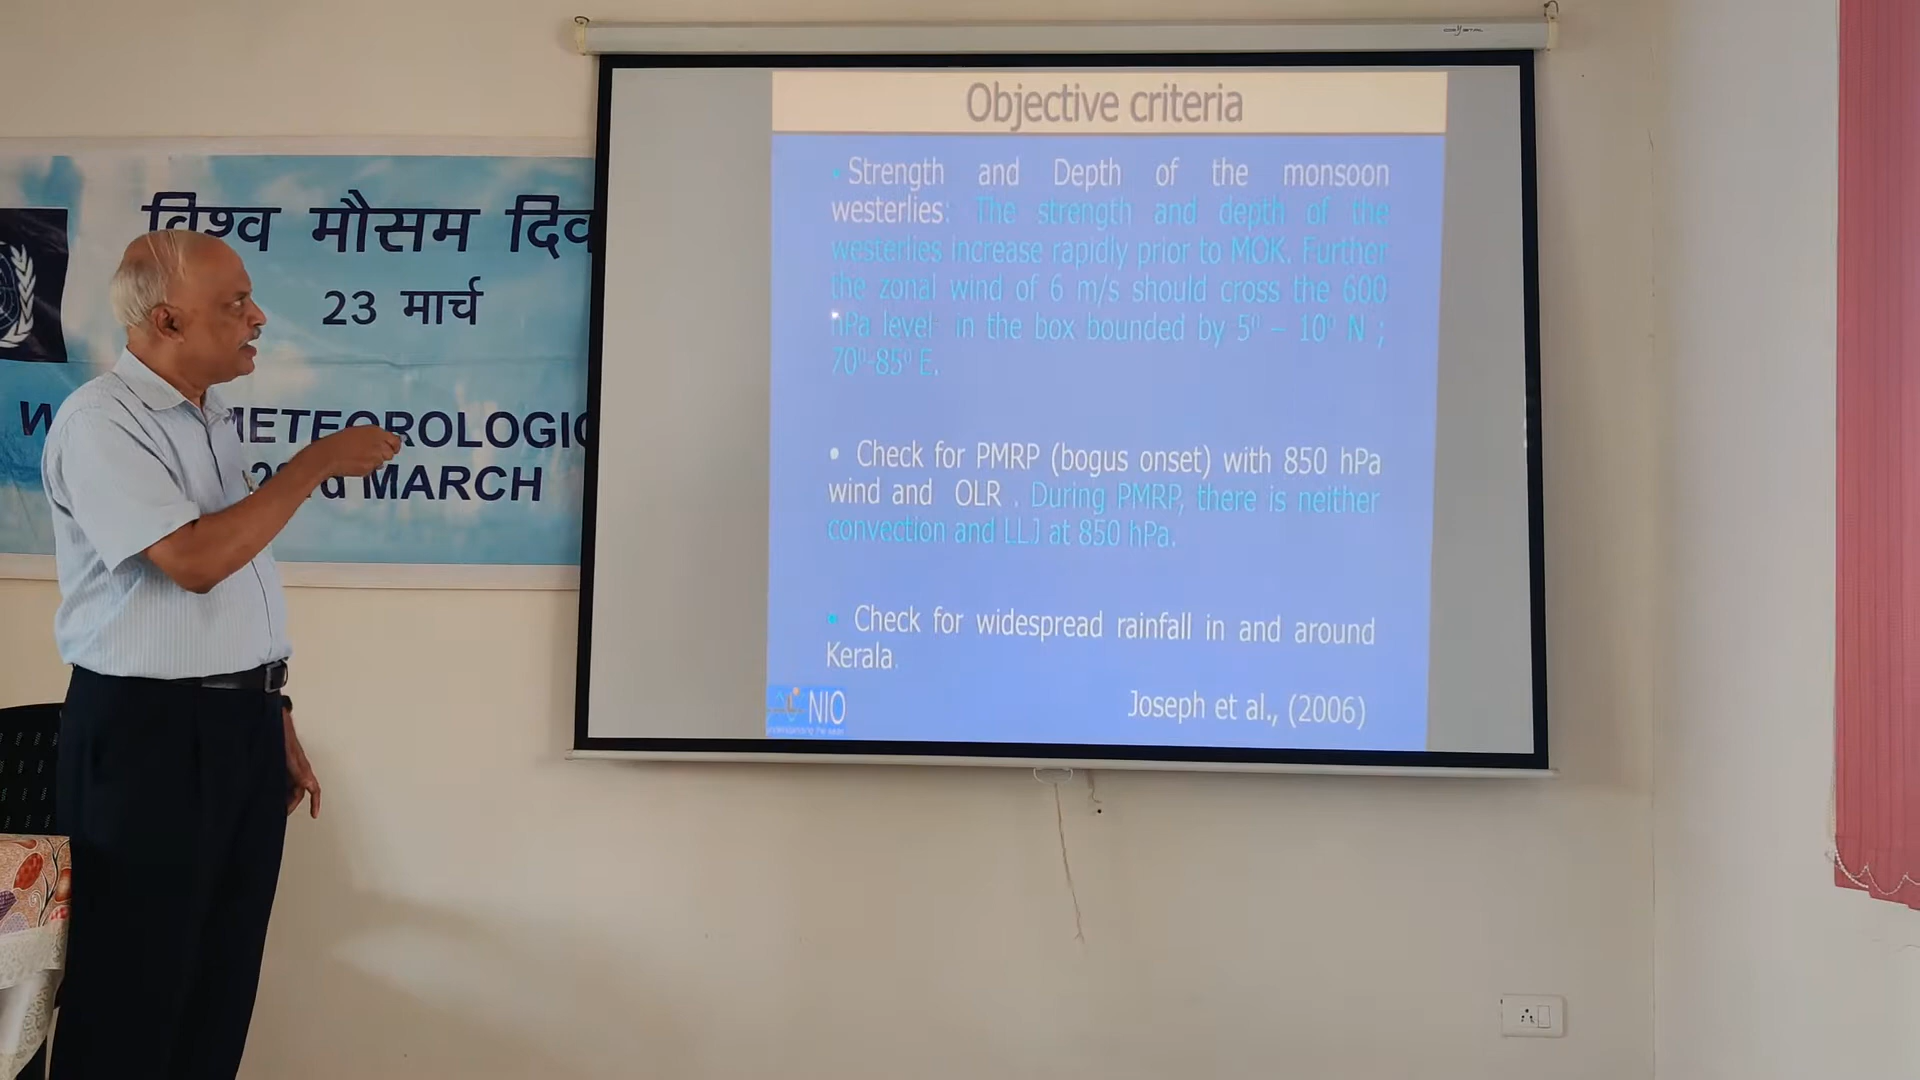 विश्व मौसम दिव
23 मार्च
METEOROLOGIC
MARCH
Objective criteria
• Strength and Depth of the monsoon
westerlies: The strength and depth of the
westerlies increase rapidly prior to MOK. Further
the zonal wind of 6 m/s should cross the 600
hPa level in the box bounded by 5⁰ – 10⁰ N ;
70⁰-85⁰ E.
• Check for PMRP (bogus onset) with 850 hPa
wind and OLR . During PMRP, there is neither
convection and LLJ at 850 hPa.
• Check for widespread rainfall in and around
Kerala.
NIO
Joseph et al., (2006)